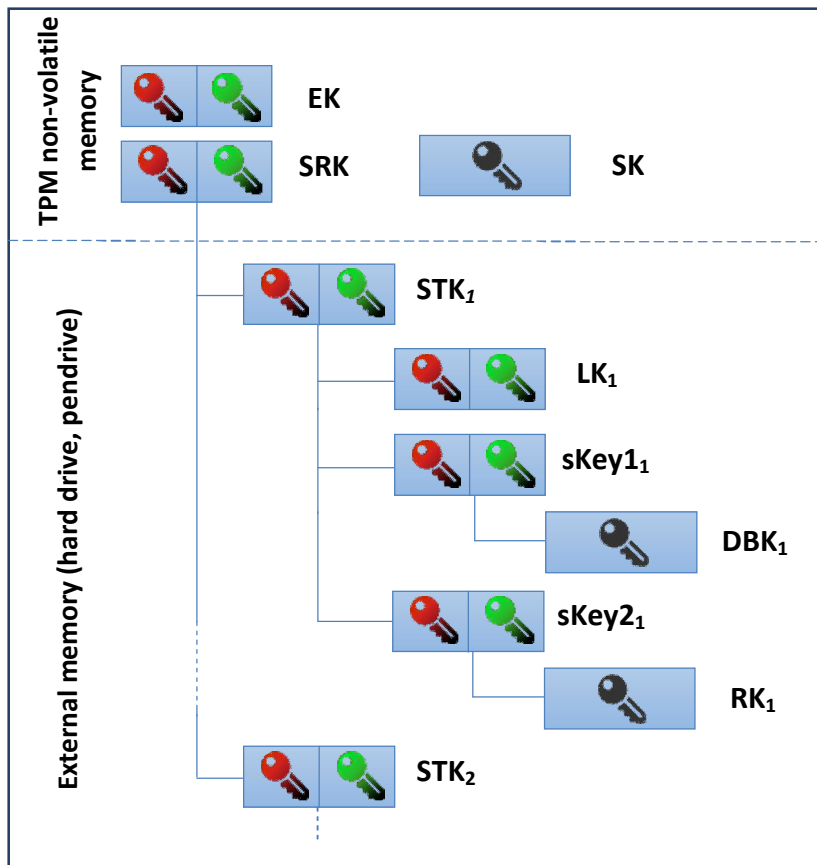 TPM non-volatile
memory
EK
SRK
SK
External memory (hard drive, pendrive)
STK₁
LK₁
sKey1₁
DBK₁
sKey2₁
RK₁
STK₂